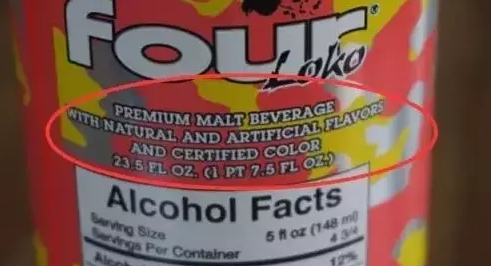 four
Loko
PREMIUM MALT BEVERAGE
WITH NATURAL AND ARTIFICIAL FLAVORS
AND CERTIFIED COLOR
23.5 FL OZ. (1 PT 7.5 FL OZ.)
Alcohol Facts
Serving Size 5 fl oz (148 ml)
Servings Per Container 4 3/4
12%